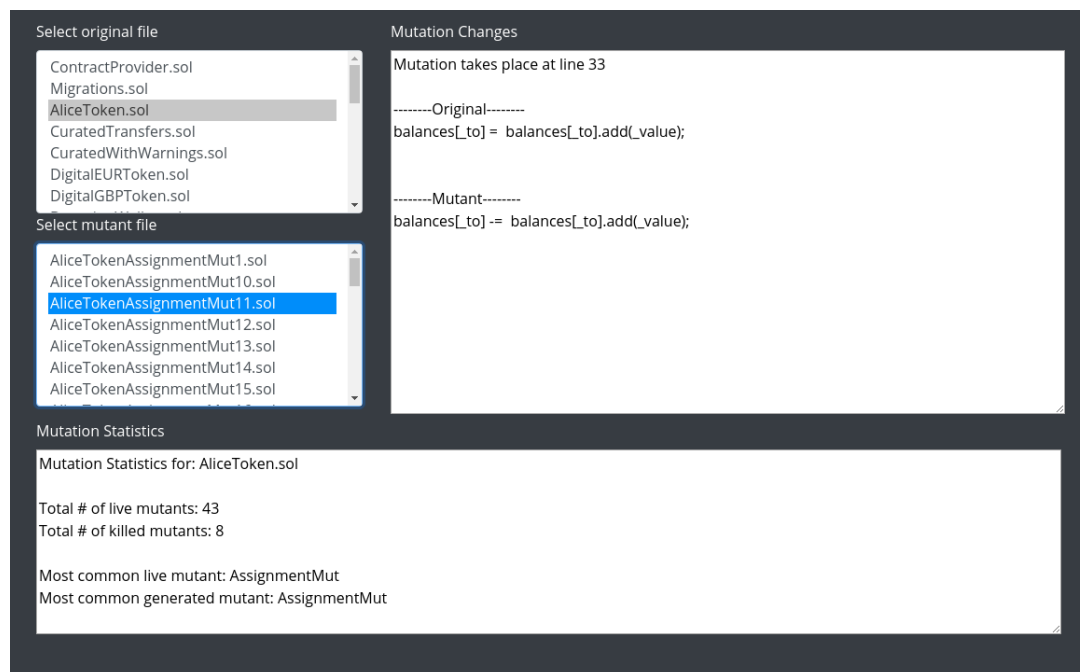 Select original file
ContractProvider.sol
Migrations.sol
AliceToken.sol
CuratedTransfers.sol
CuratedWithWarnings.sol
DigitalEURToken.sol
DigitalGBPToken.sol
Select mutant file
AliceTokenAssignmentMut1.sol
AliceTokenAssignmentMut10.sol
AliceTokenAssignmentMut11.sol
AliceTokenAssignmentMut12.sol
AliceTokenAssignmentMut13.sol
AliceTokenAssignmentMut14.sol
AliceTokenAssignmentMut15.sol
Mutation Changes
Mutation takes place at line 33
--------Original--------
balances[_to] =  balances[_to].add(_value);
--------Mutant--------
balances[_to] -=  balances[_to].add(_value);
Mutation Statistics
Mutation Statistics for: AliceToken.sol
Total # of live mutants: 43
Total # of killed mutants: 8
Most common live mutant: AssignmentMut
Most common generated mutant: AssignmentMut